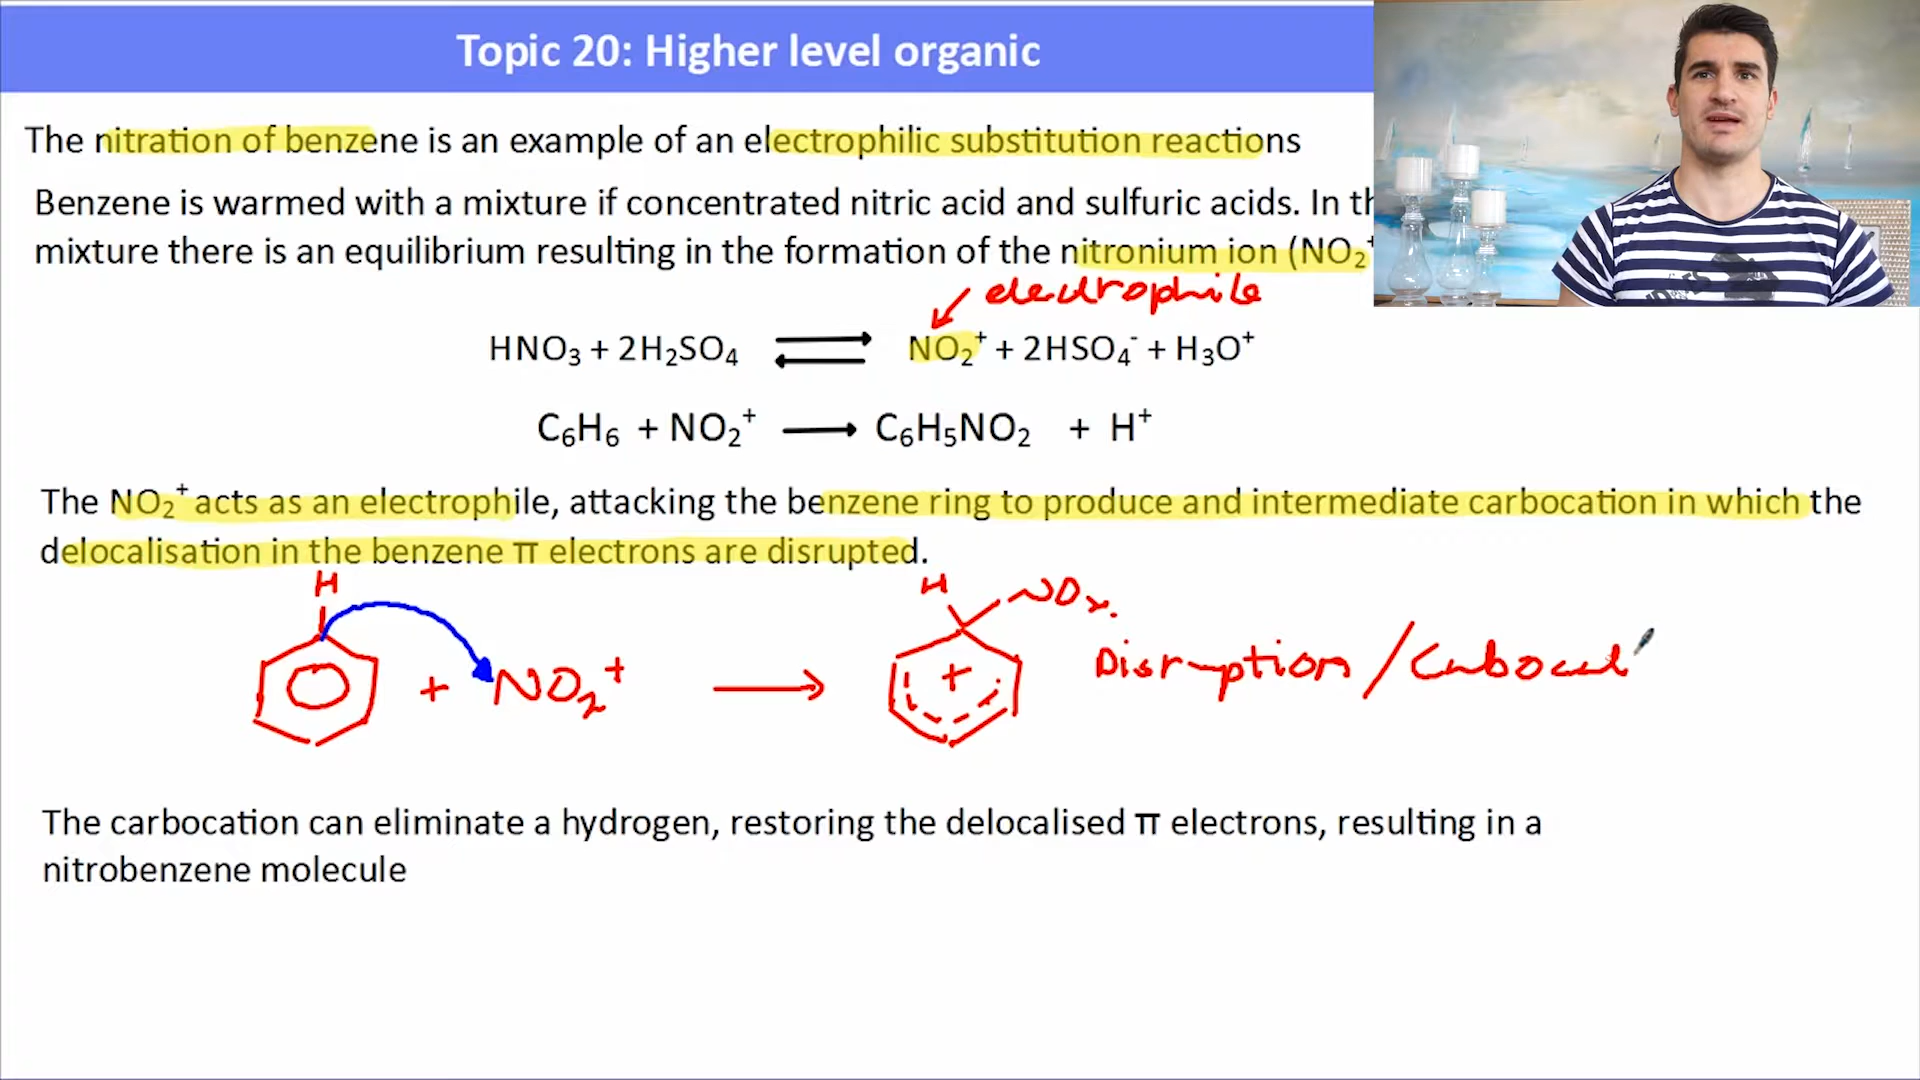 Topic 20: Higher level organic
The nitration of benzene is an example of an electrophilic substitution reactions
Benzene is warmed with a mixture if concentrated nitric acid and sulfuric acids. In th
mixture there is an equilibrium resulting in the formation of the nitronium ion (NO₂⁺
electrophile
HNO₃ + 2H₂SO₄ ⇌ NO₂⁺ + 2HSO₄⁻ + H₃O⁺
C₆H₆ + NO₂⁺ → C₆H₅NO₂ + H⁺
The NO₂⁺ acts as an electrophile, attacking the benzene ring to produce and intermediate carbocation in which the
delocalisation in the benzene π electrons are disrupted.
H
H NO₂.
+ NO₂⁺ → + Disruption / Carbocat
The carbocation can eliminate a hydrogen, restoring the delocalised π electrons, resulting in a
nitrobenzene molecule